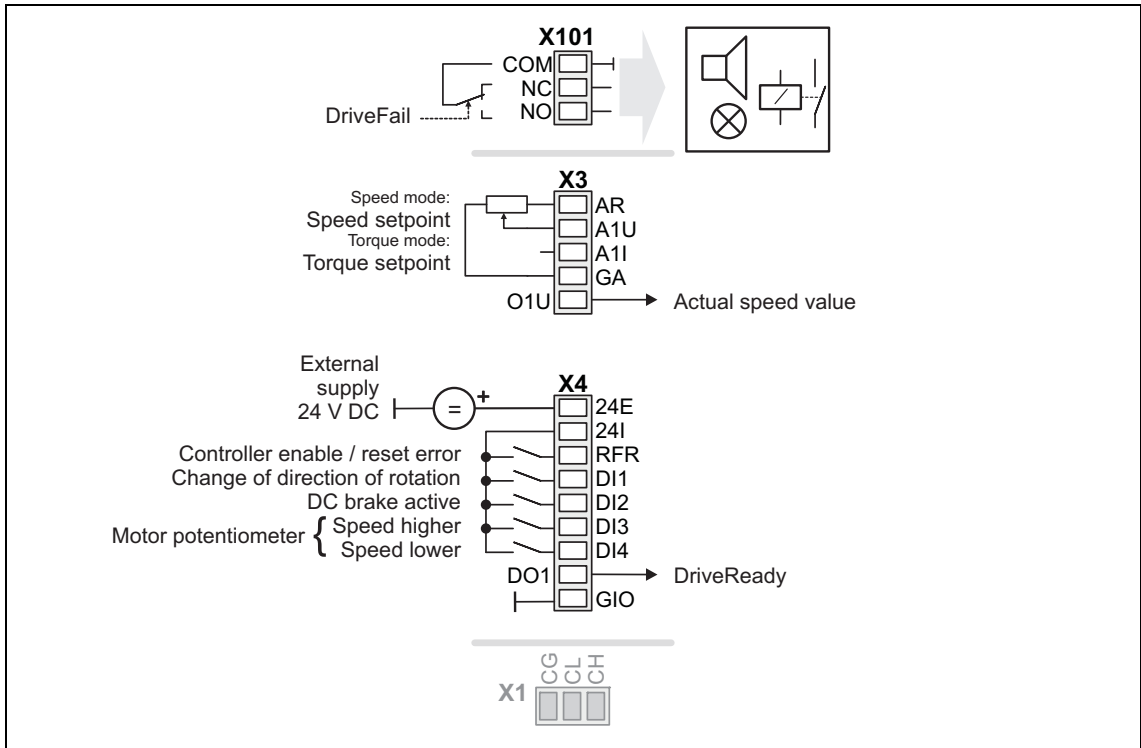 X101
COM
NC
DriveFail NO
X3
Speed mode: AR
Speed setpoint A1U
Torque mode: A1I
Torque setpoint GA
O1U Actual speed value
External
supply
24 V DC = +
X4
24E
24I
Controller enable / reset error RFR
Change of direction of rotation DI1
DC brake active DI2
Motor potentiometer { Speed higher DI3
Speed lower DI4
DO1 DriveReady
GIO
CG CL CH
X1